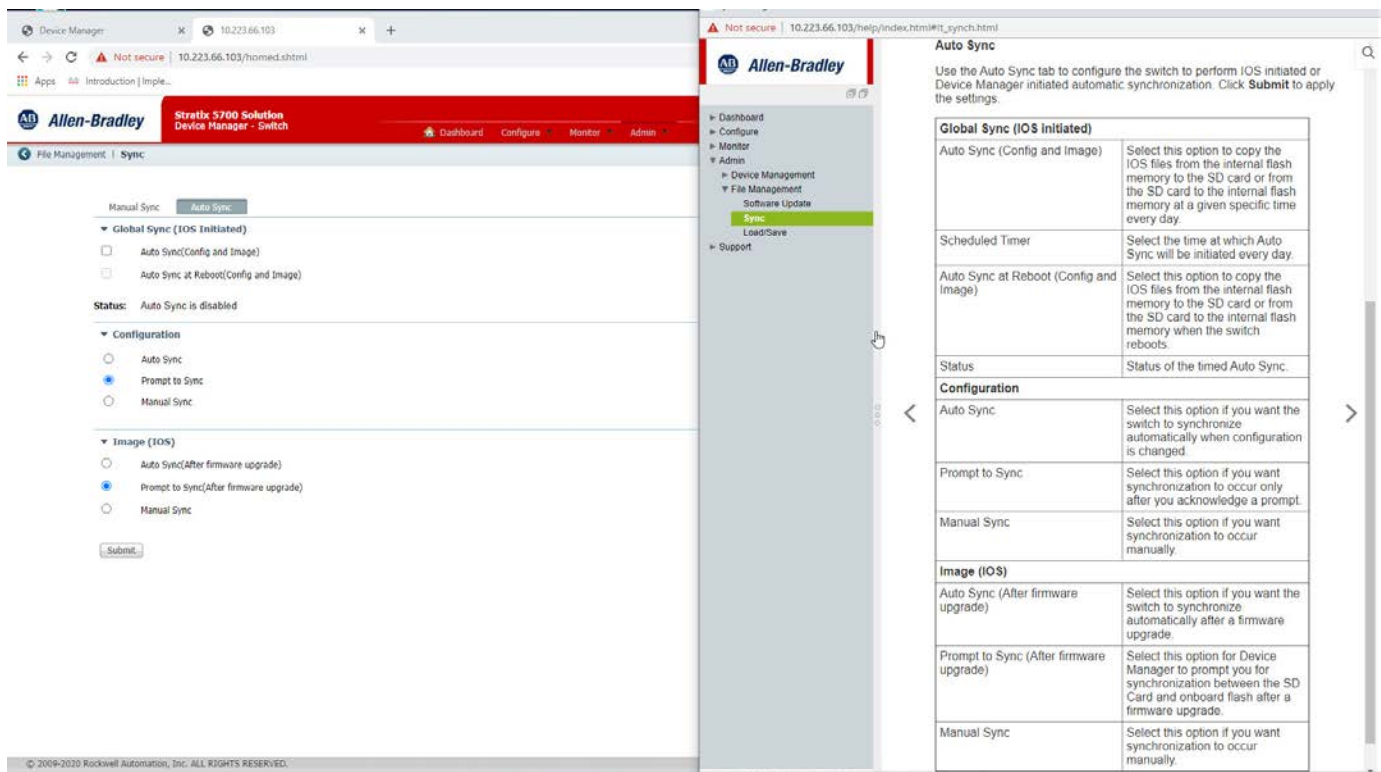 Device Manager
10.223.66.103
Not secure | 10.223.66.103/homed.shtml
Apps
Introduction | Imple...
Allen-Bradley
Stratix 5700 Solution
Device Manager - Switch
Dashboard Configure Monitor Admin
File Management | Sync
Manual Sync Auto Sync
Global Sync (IOS Initiated)
Auto Sync(Config and Image)
Auto Sync at Reboot(Config and Image)
Status: Auto Sync is disabled
Configuration
Auto Sync
Prompt to Sync
Manual Sync
Image (IOS)
Auto Sync(After firmware upgrade)
Prompt to Sync(After firmware upgrade)
Manual Sync
Submit
© 2009-2020 Rockwell Automation, Inc. ALL RIGHTS RESERVED.
Not secure | 10.223.66.103/help/index.html#t_synch.html
AB Allen-Bradley
Dashboard
Configure
Monitor
Admin
Device Management
File Management
Software Update
Sync
Load/Save
Support
Auto Sync
Use the Auto Sync tab to configure the switch to perform IOS initiated or
Device Manager initiated automatic synchronization. Click Submit to apply
the settings.
Global Sync (IOS Initiated)
Auto Sync (Config and Image)
Select this option to copy the
IOS files from the internal flash
memory to the SD card or from
the SD card to the internal flash
memory at a given specific time
every day.
Scheduled Timer
Select the time at which Auto
Sync will be initiated every day.
Auto Sync at Reboot (Config and
Image)
Select this option to copy the
IOS files from the internal flash
memory to the SD card or from
the SD card to the internal flash
memory when the switch
reboots.
Status
Status of the timed Auto Sync.
Configuration
Auto Sync
Select this option if you want the
switch to synchronize
automatically when configuration
is changed.
Prompt to Sync
Select this option if you want
synchronization to occur only
after you acknowledge a prompt.
Manual Sync
Select this option if you want
synchronization to occur
manually.
Image (IOS)
Auto Sync (After firmware
upgrade)
Select this option if you want the
switch to synchronize
automatically after a firmware
upgrade.
Prompt to Sync (After firmware
upgrade)
Select this option for Device
Manager to prompt you for
synchronization between the SD
Card and onboard flash after a
firmware upgrade.
Manual Sync
Select this option if you want
synchronization to occur
manually.